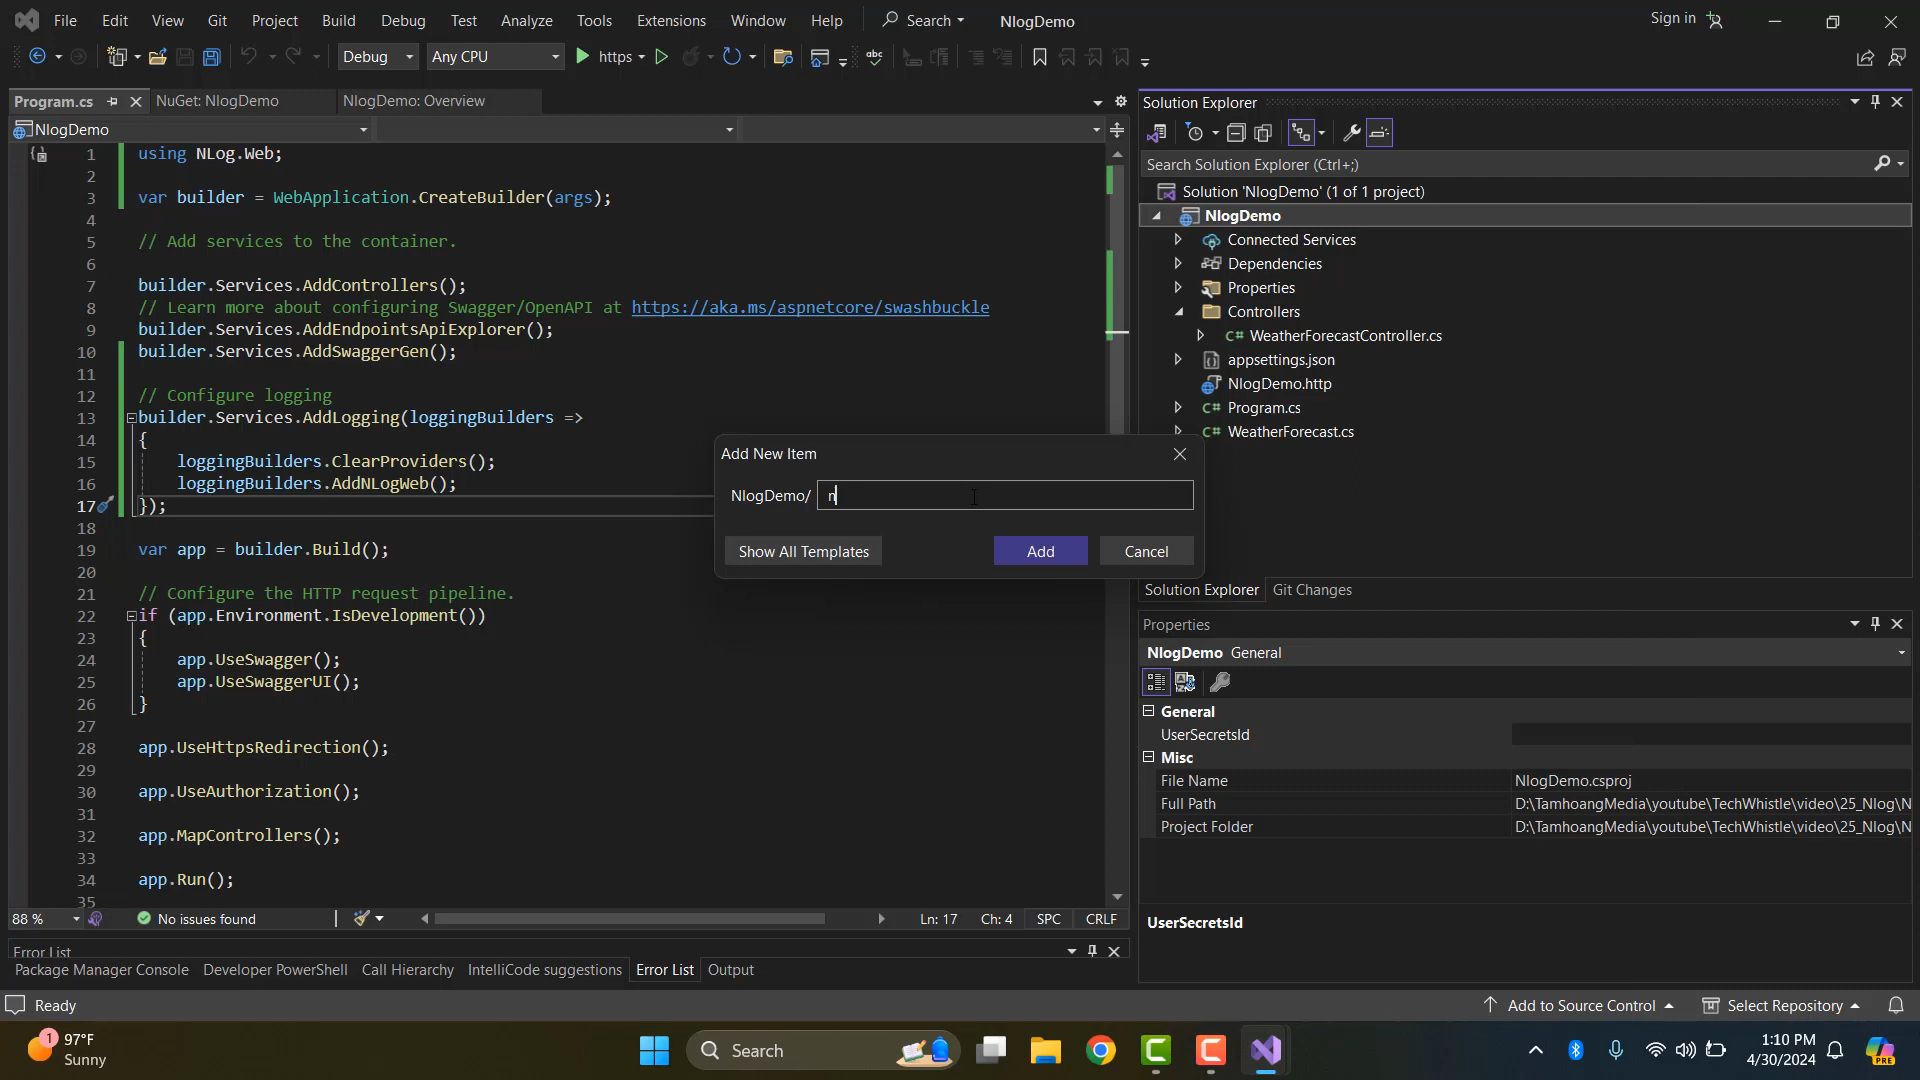 File Edit View Git Project Build Debug Test Analyze Tools Extensions Window Help Search NlogDemo Sign in
Debug Any CPU https
Program.cs NuGet: NlogDemo NlogDemo: Overview
NlogDemo
1 using NLog.Web;
2
3 var builder = WebApplication.CreateBuilder(args);
4
5 // Add services to the container.
6
7 builder.Services.AddControllers();
8 // Learn more about configuring Swagger/OpenAPI at https://aka.ms/aspnetcore/swashbuckle
9 builder.Services.AddEndpointsApiExplorer();
10 builder.Services.AddSwaggerGen();
11
12 // Configure logging
13 builder.Services.AddLogging(loggingBuilders =>
14 {
15 loggingBuilders.ClearProviders();
16 loggingBuilders.AddNLogWeb();
17 });
18
19 var app = builder.Build();
20
21 // Configure the HTTP request pipeline.
22 if (app.Environment.IsDevelopment())
23 {
24 app.UseSwagger();
25 app.UseSwaggerUI();
26 }
27
28 app.UseHttpsRedirection();
29
30 app.UseAuthorization();
31
32 app.MapControllers();
33
34 app.Run();
35
88 % No issues found Ln: 17 Ch: 4 SPC CRLF
Error List
Package Manager Console Developer PowerShell Call Hierarchy IntelliCode suggestions Error List Output
Add New Item
NlogDemo/ n
Show All Templates Add Cancel
Solution Explorer
Search Solution Explorer (Ctrl+;)
Solution 'NlogDemo' (1 of 1 project)
NlogDemo
Connected Services
Dependencies
Properties
Controllers
C# WeatherForecastController.cs
appsettings.json
NlogDemo.http
C# Program.cs
C# WeatherForecast.cs
Solution Explorer Git Changes
Properties
NlogDemo General
General
UserSecretsId
Misc
File Name NlogDemo.csproj
Full Path D:\TamhoangMedia\youtube\TechWhistle\video\25_Nlog\N
Project Folder D:\TamhoangMedia\youtube\TechWhistle\video\25_Nlog\N
UserSecretsId
Ready Add to Source Control Select Repository
1 97°F
Sunny
Search
1:10 PM
4/30/2024
PRE